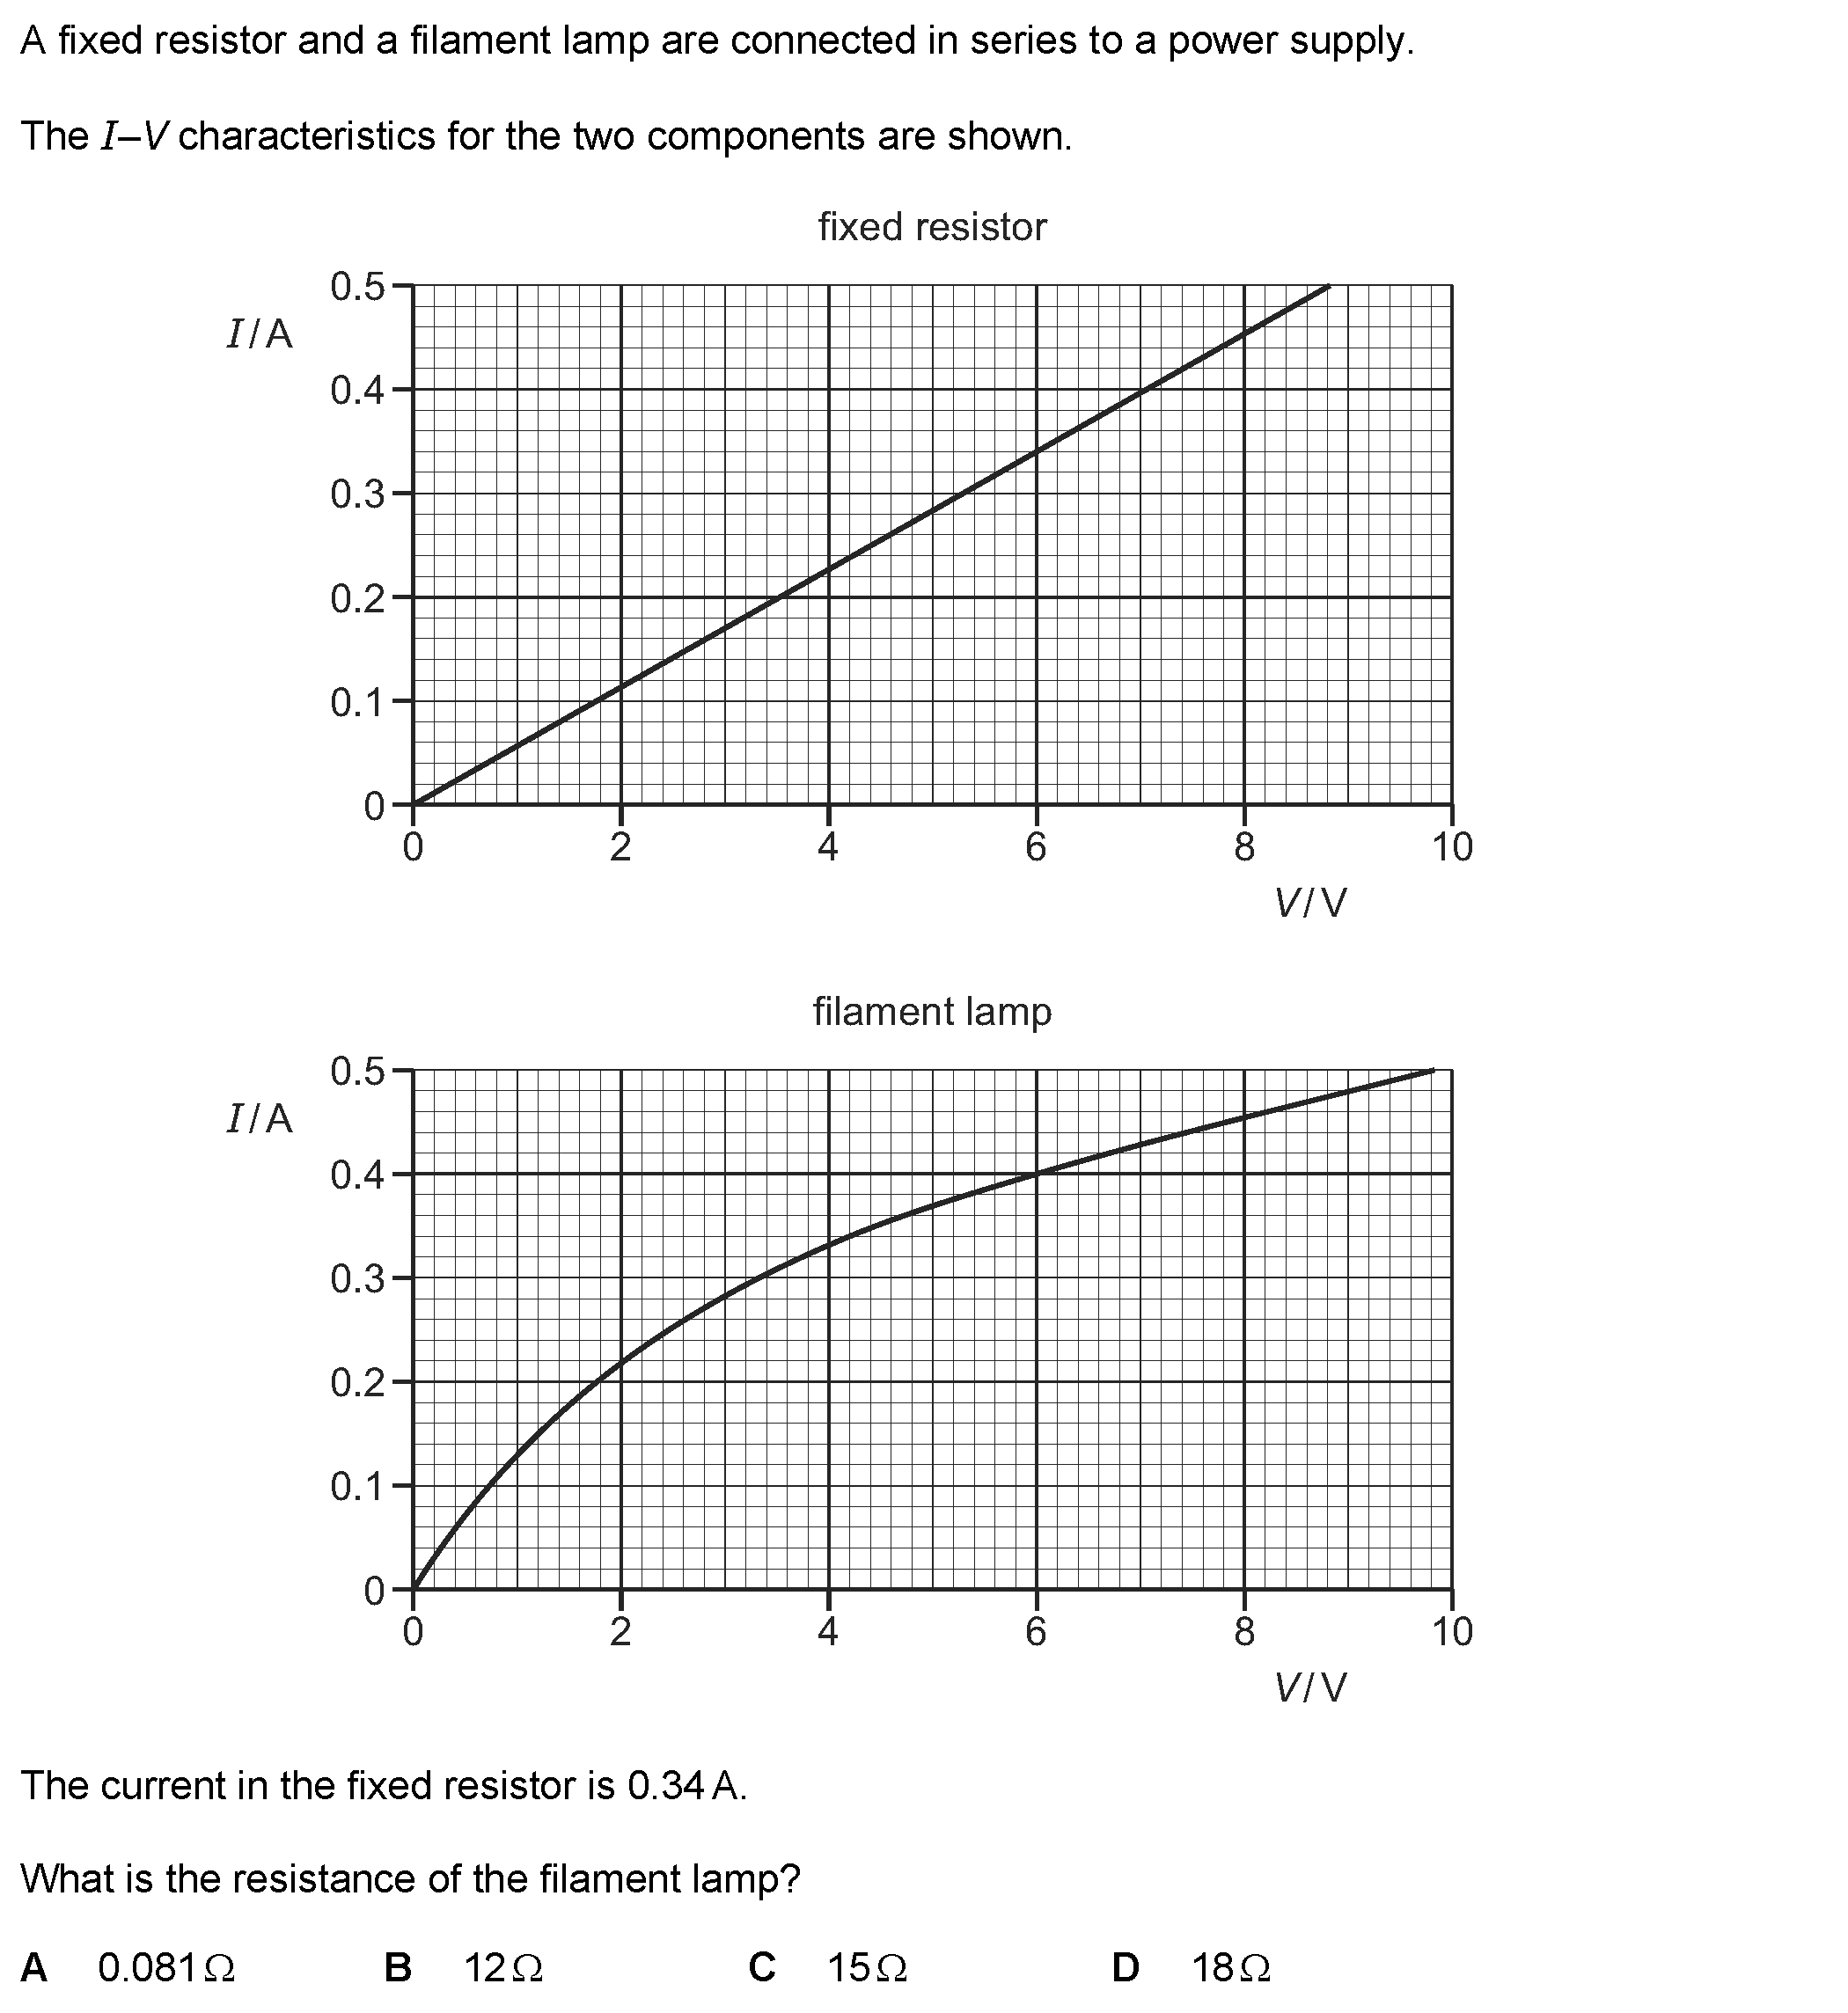 A fixed resistor and a filament lamp are connected in series to a power supply.
The I–V characteristics for the two components are shown.
fixed resistor
0.5
I / A
0.4
0.3
0.2
0.1
0
0 2 4 6 8 10
V / V
filament lamp
0.5
I / A
0.4
0.3
0.2
0.1
0
0 2 4 6 8 10
V / V
The current in the fixed resistor is 0.34 A.
What is the resistance of the filament lamp?
A 0.081 Ω B 12 Ω C 15 Ω D 18 Ω